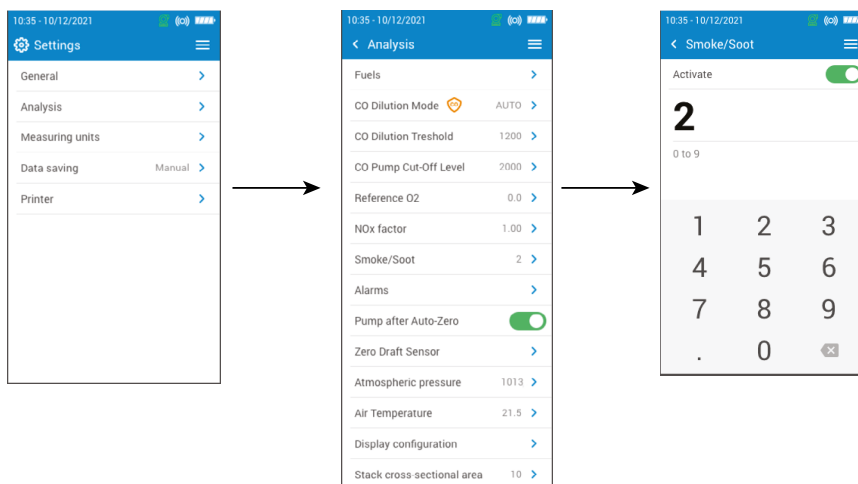 10:35 - 10/12/2021
Settings
General
Analysis
Measuring units
Data saving Manual
Printer
10:35 - 10/12/2021
Analysis
Fuels
CO Dilution Mode CO AUTO
CO Dilution Treshold 1200
CO Pump Cut-Off Level 2000
Reference O2 0.0
NOx factor 1.00
Smoke/Soot 2
Alarms
Pump after Auto-Zero
Zero Draft Sensor
Atmospheric pressure 1013
Air Temperature 21.5
Display configuration
Stack cross-sectional area 10
10:35 - 10/12/2021
Smoke/Soot
Activate
2
0 to 9
1 2 3
4 5 6
7 8 9
. 0